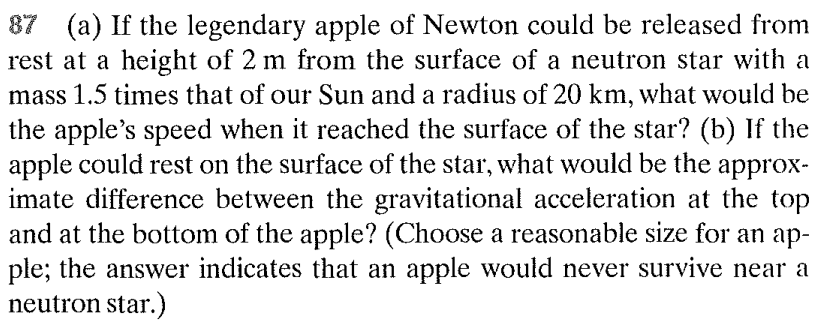 87 (a) If the legendary apple of Newton could be released from
rest at a height of 2 m from the surface of a neutron star with a
mass 1.5 times that of our Sun and a radius of 20 km, what would be
the apple's speed when it reached the surface of the star? (b) If the
apple could rest on the surface of the star, what would be the approx-
imate difference between the gravitational acceleration at the top
and at the bottom of the apple? (Choose a reasonable size for an ap-
ple; the answer indicates that an apple would never survive near a
neutron star.)